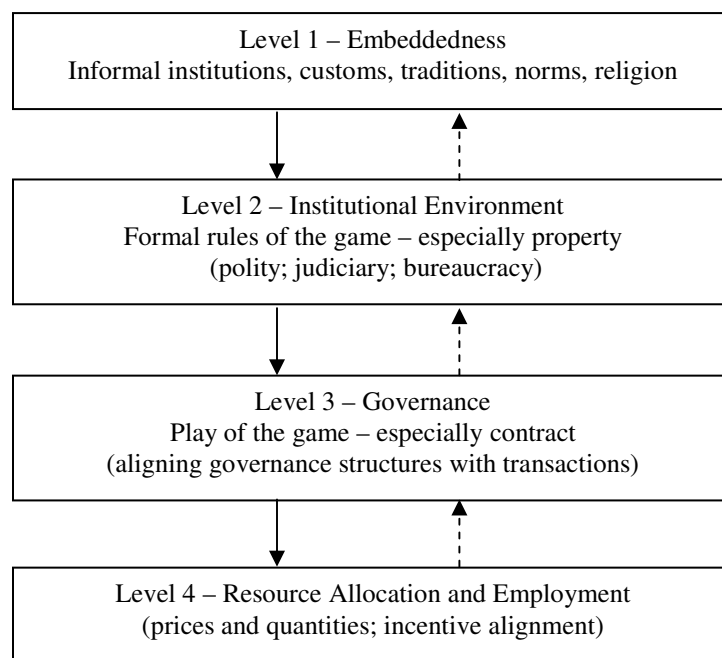 Level 1 – Embeddedness
Informal institutions, customs, traditions, norms, religion
Level 2 – Institutional Environment
Formal rules of the game – especially property
(polity; judiciary; bureaucracy)
Level 3 – Governance
Play of the game – especially contract
(aligning governance structures with transactions)
Level 4 – Resource Allocation and Employment
(prices and quantities; incentive alignment)